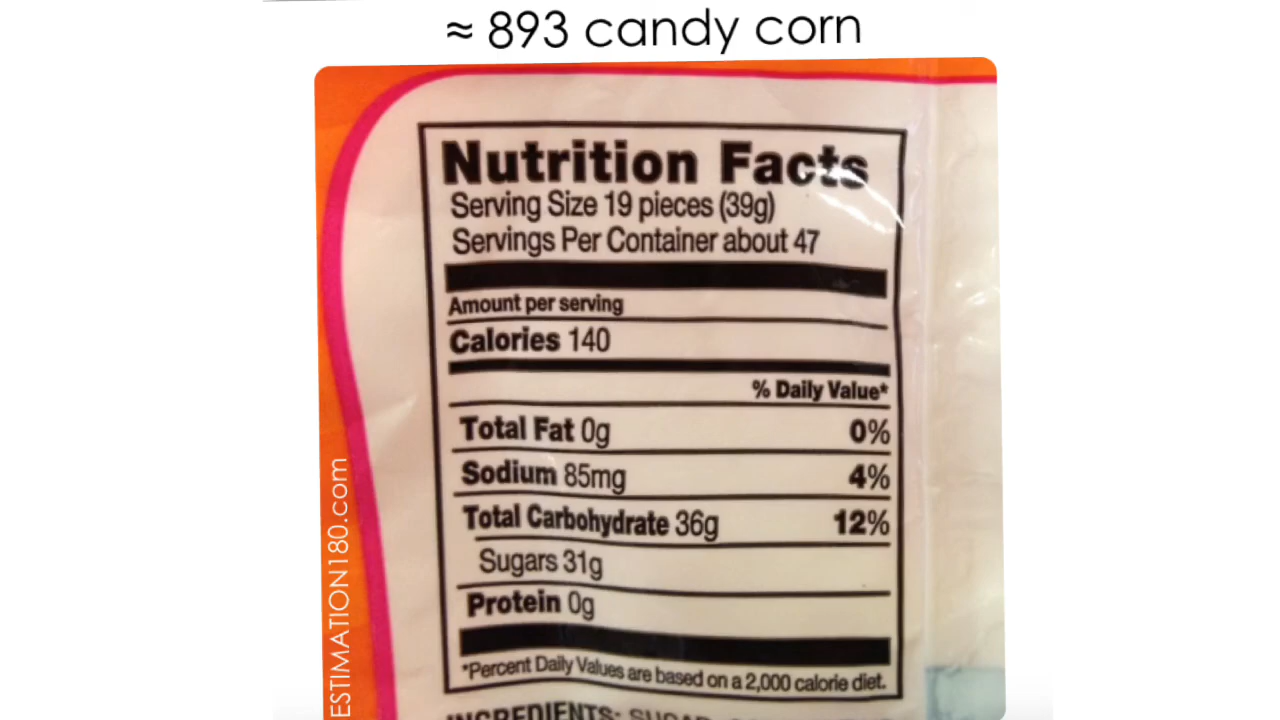 ≈ 893 candy corn
Nutrition Facts
Serving Size 19 pieces (39g)
Servings Per Container about 47
Amount per serving
Calories 140
% Daily Value*
Total Fat 0g 0%
Sodium 85mg 4%
Total Carbohydrate 36g 12%
Sugars 31g
Protein 0g
*Percent Daily Values are based on a 2,000 calorie diet.
INGREDIENTS: SUGAR,
ESTIMATION180.com